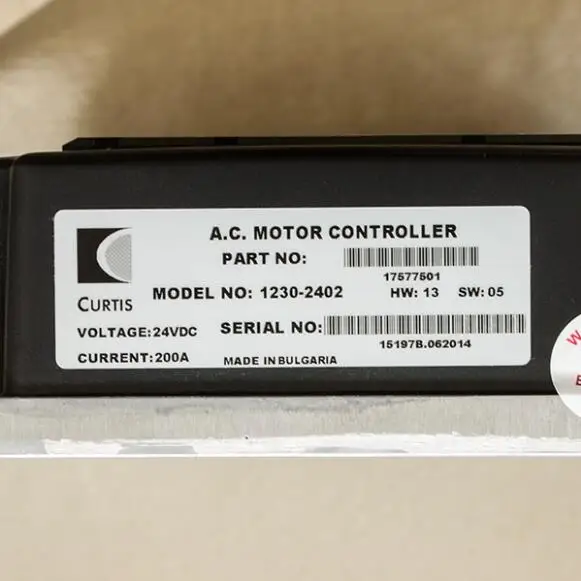 A.C. MOTOR CONTROLLER
PART NO:
17577501
CURTIS
MODEL NO: 1230-2402 HW: 13 SW: 05
VOLTAGE:24VDC
SERIAL NO:
15197B.062014
CURRENT:200A
MADE IN BULGARIA